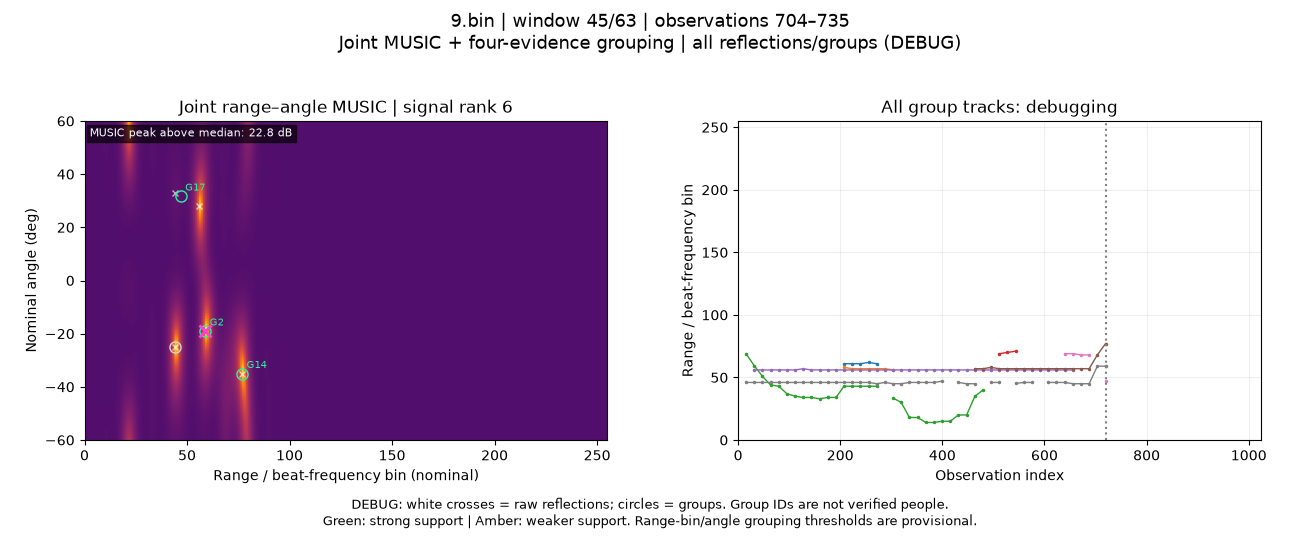 9.bin | window 45/63 | observations 704–735
Joint MUSIC + four-evidence grouping | all reflections/groups (DEBUG)
Joint range–angle MUSIC | signal rank 6
MUSIC peak above median: 22.8 dB
G17
G2
G14
60
40
20
0
−20
−40
−60
Nominal angle (deg)
0
50
100
150
200
250
Range / beat-frequency bin (nominal)
All group tracks: debugging
250
200
150
100
50
0
Range / beat-frequency bin
0
200
400
600
800
1000
Observation index
DEBUG: white crosses = raw reflections; circles = groups. Group IDs are not verified people.
Green: strong support | Amber: weaker support. Range-bin/angle grouping thresholds are provisional.